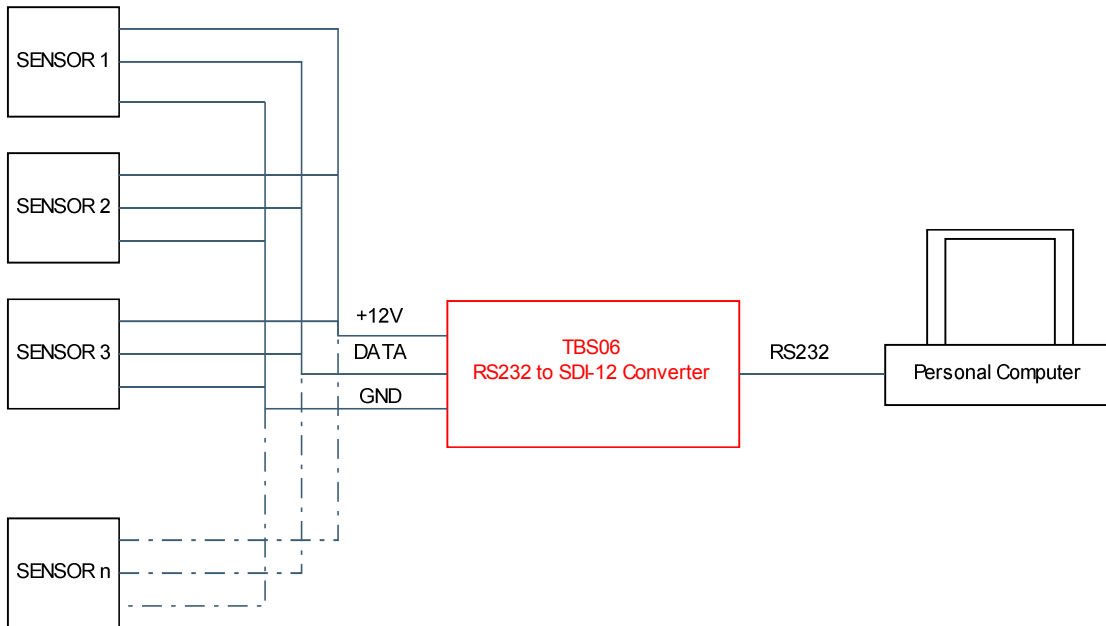 SENSOR 1
SENSOR 2
SENSOR 3
SENSOR n
+12V
DATA
GND
TBS06
RS232 to SDI-12 Converter
RS232
Personal Computer